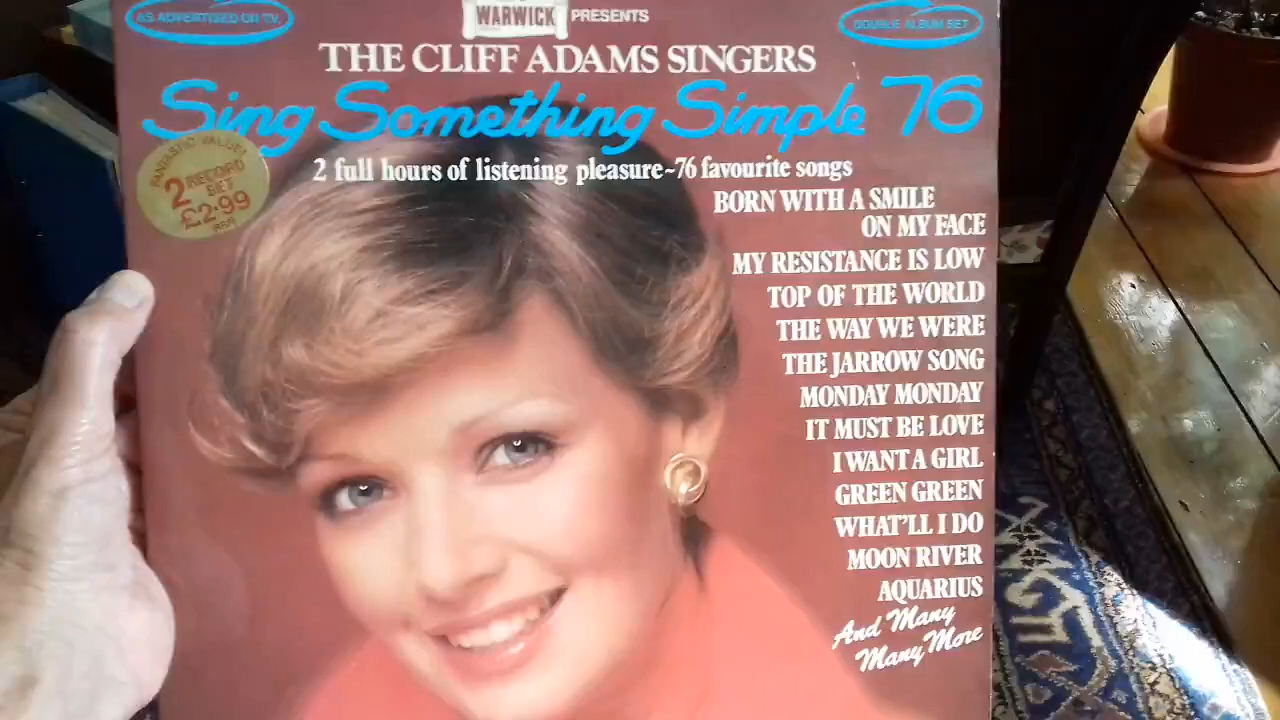 AS ADVERTISED ON T.V.
WARWICK PRESENTS
DOUBLE ALBUM SET
THE CLIFF ADAMS SINGERS
Sing Something Simple '76
2 full hours of listening pleasure~76 favourite songs
FANTASTIC VALUE!
2 RECORD
SET
£2·99
BORN WITH A SMILE
ON MY FACE
MY RESISTANCE IS LOW
TOP OF THE WORLD
THE WAY WE WERE
THE JARROW SONG
MONDAY MONDAY
IT MUST BE LOVE
I WANT A GIRL
GREEN GREEN
WHAT'LL I DO
MOON RIVER
AQUARIUS
And Many
Many More